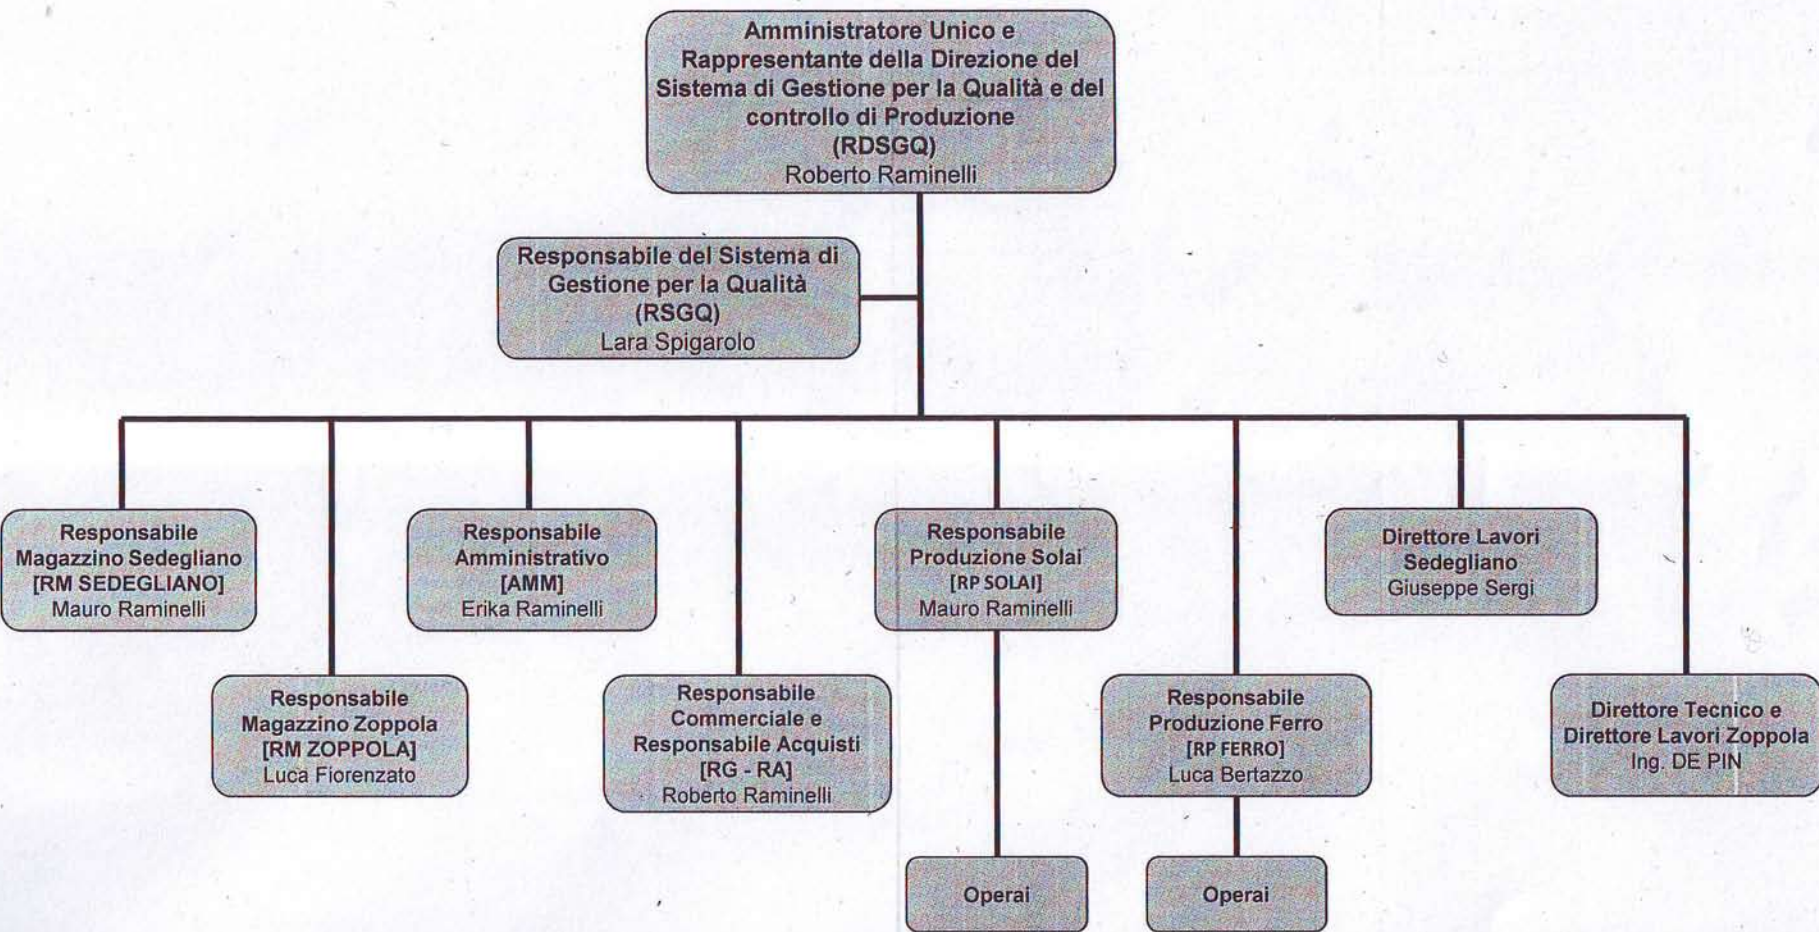 Amministratore Unico e
Rappresentante della Direzione del
Sistema di Gestione per la Qualità e del
controllo di Produzione
(RDSGQ)
Roberto Raminelli
Responsabile del Sistema di
Gestione per la Qualità
(RSGQ)
Lara Spigarolo
Responsabile
Magazzino Sedegliano
[RM SEDEGLIANO]
Mauro Raminelli
Responsabile
Amministrativo
[AMM]
Erika Raminelli
Responsabile
Produzione Solai
[RP SOLAI]
Mauro Raminelli
Direttore Lavori
Sedegliano
Giuseppe Sergi
Responsabile
Magazzino Zoppola
[RM ZOPPOLA]
Luca Fiorenzato
Responsabile
Commerciale e
Responsabile Acquisti
[RG - RA]
Roberto Raminelli
Responsabile
Produzione Ferro
[RP FERRO]
Luca Bertazzo
Direttore Tecnico e
Direttore Lavori Zoppola
Ing. DE PIN
Operai
Operai